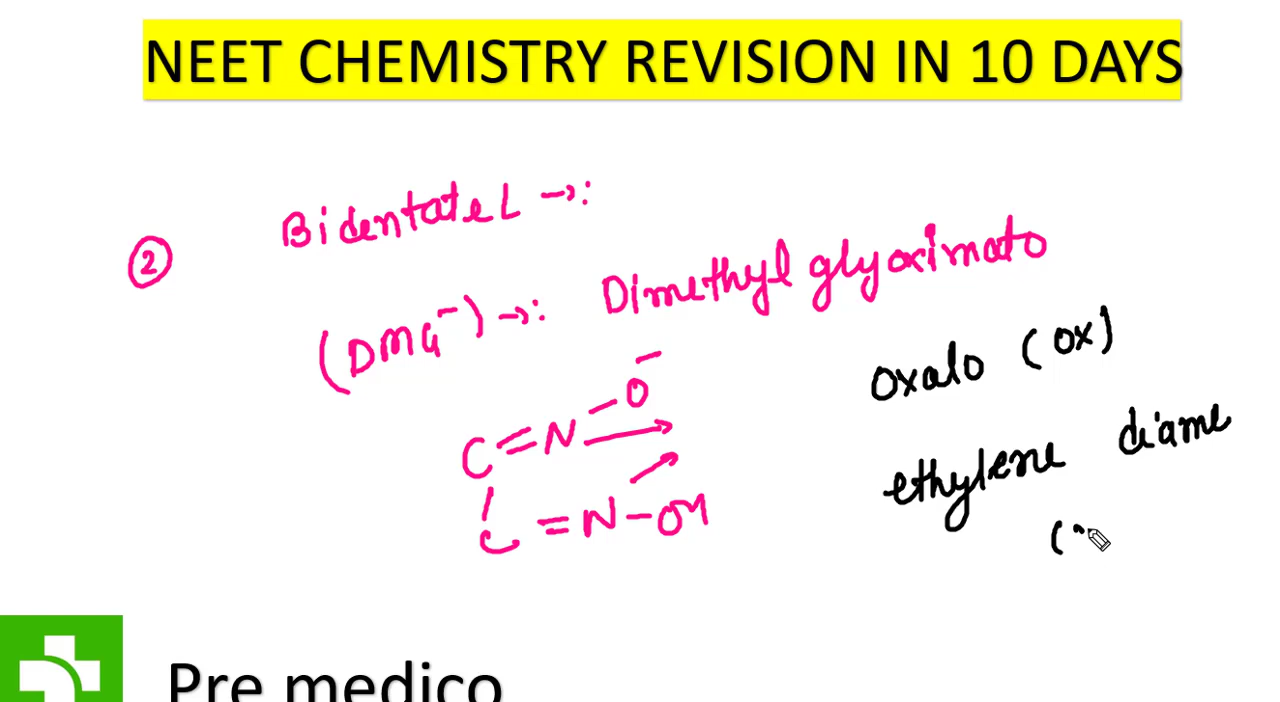 NEET CHEMISTRY REVISION IN 10 DAYS
② Bidentate L →:
(DMG⁻) →: Dimethyl glyoximato
oxalo (ox)
C=N-O⁻
ethylene diame
C=N-OH
(
Pre medico